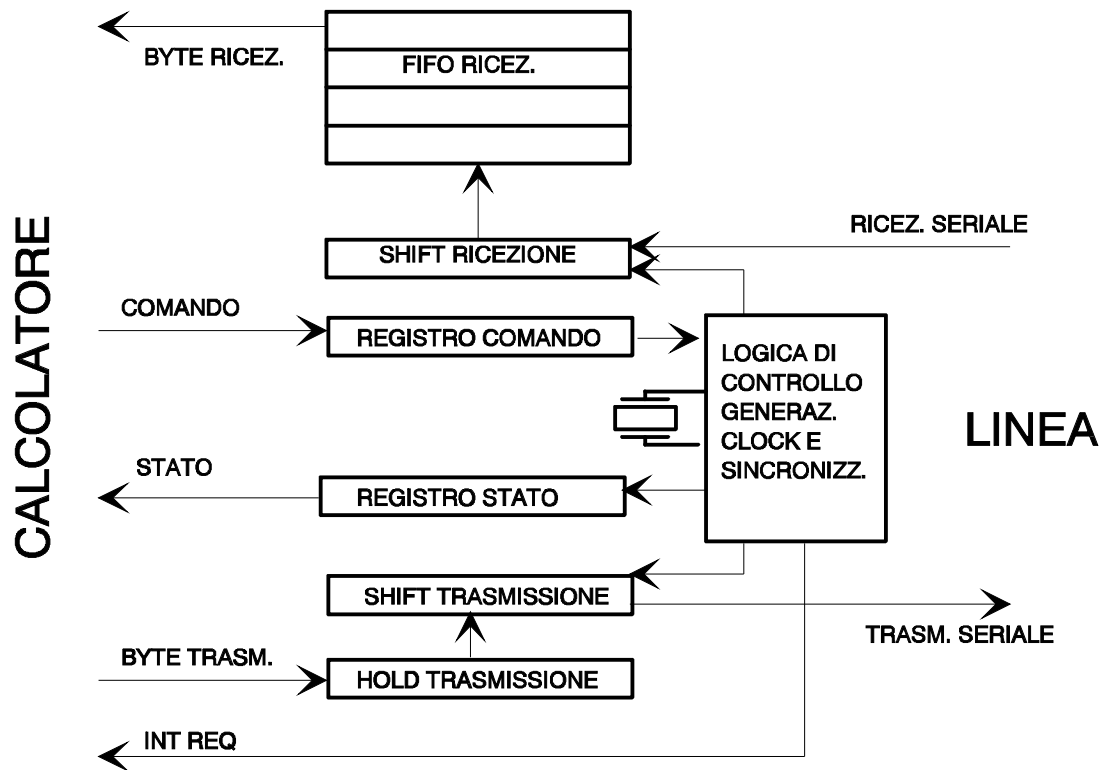 BYTE RICEZ.
FIFO RICEZ.
RICEZ. SERIALE
SHIFT RICEZIONE
CALCOLATORE
COMANDO
REGISTRO COMANDO
LOGICA DI
CONTROLLO
GENERAZ.
CLOCK E
SINCRONIZZ.
LINEA
STATO
REGISTRO STATO
SHIFT TRASMISSIONE
TRASM. SERIALE
BYTE TRASM.
HOLD TRASMISSIONE
INT REQ